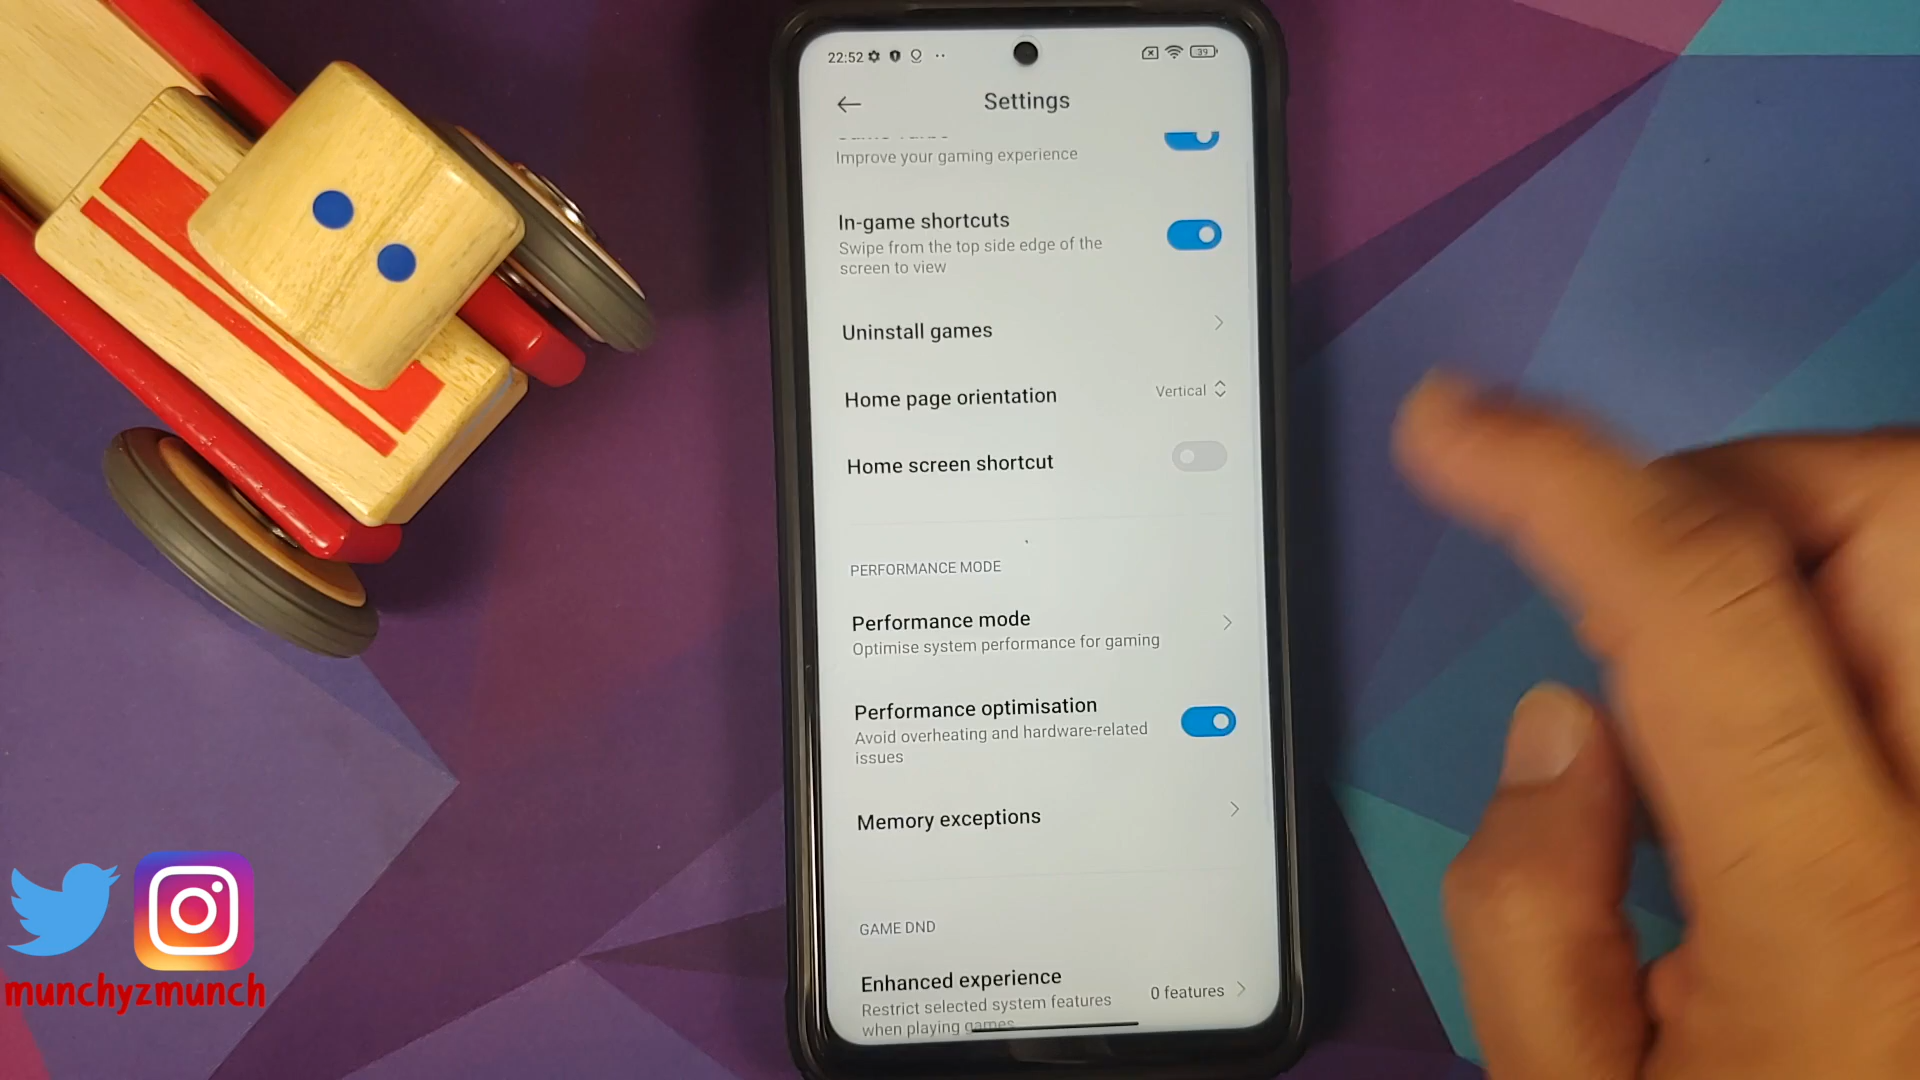 22:52
39
Settings
Improve your gaming experience
In-game shortcuts
Swipe from the top side edge of the
screen to view
Uninstall games
Home page orientation
Vertical
Home screen shortcut
PERFORMANCE MODE
Performance mode
Optimise system performance for gaming
Performance optimisation
Avoid overheating and hardware-related
issues
Memory exceptions
GAME DND
Enhanced experience
Restrict selected system features
when playing games
0 features
munchyzmunch